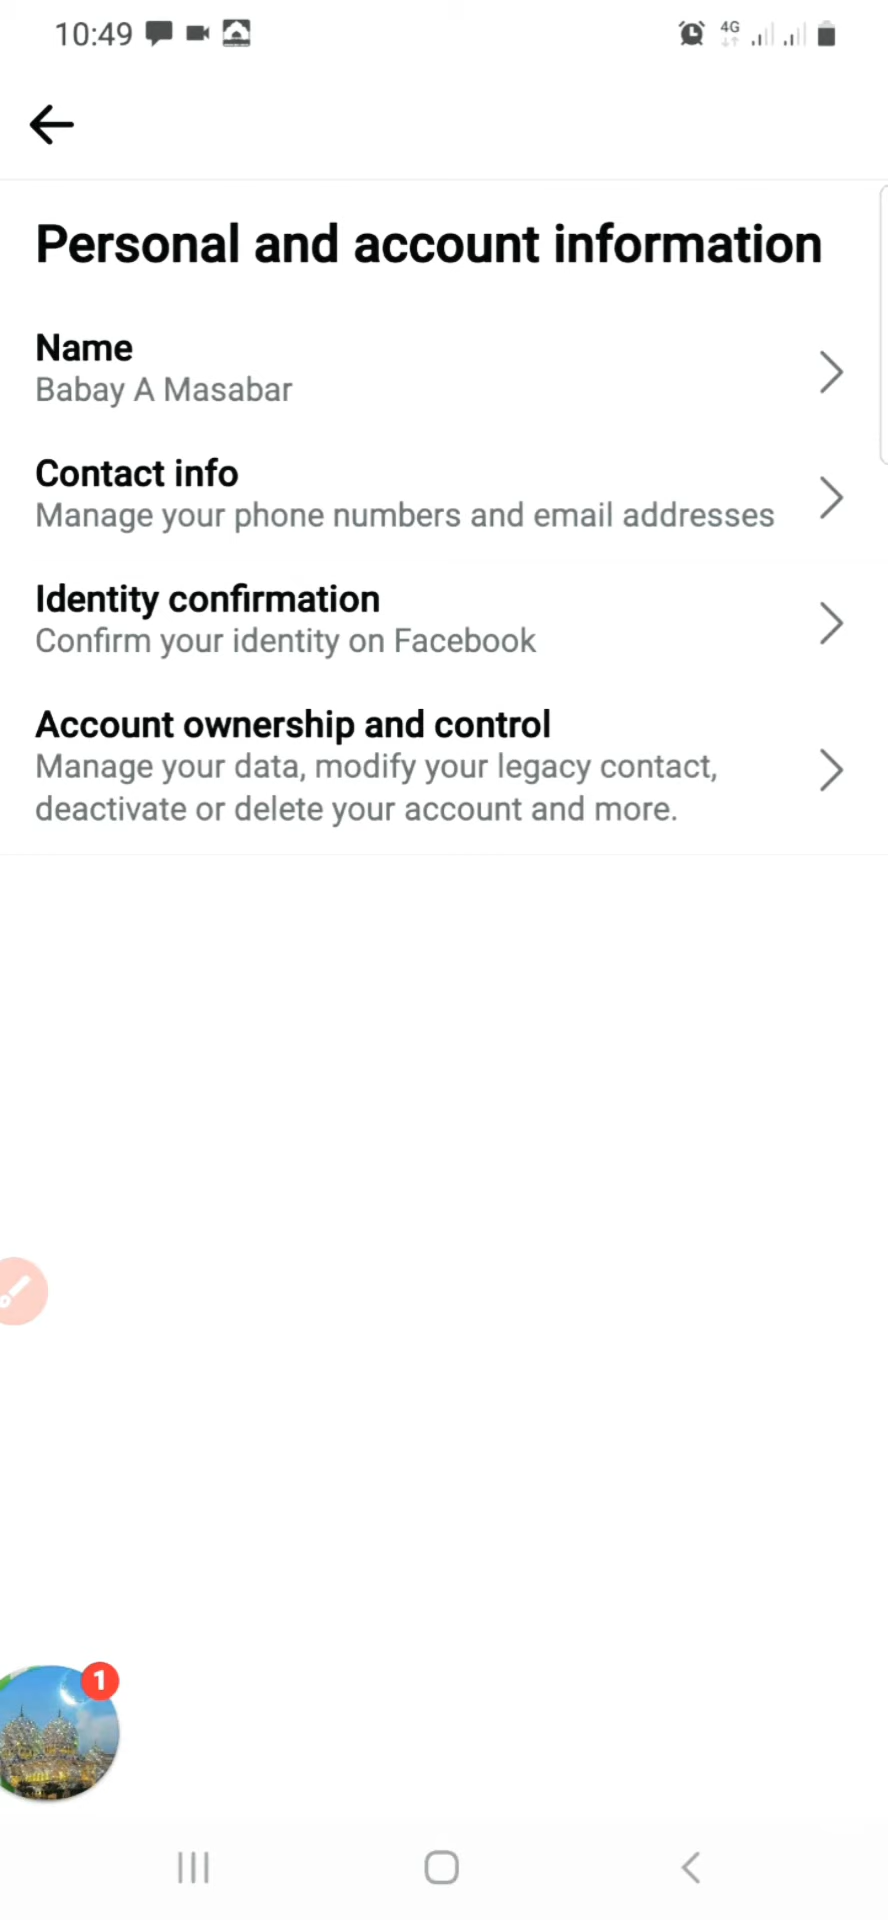 10:49
4G
Personal and account information
Name
Babay A Masabar
Contact info
Manage your phone numbers and email addresses
Identity confirmation
Confirm your identity on Facebook
Account ownership and control
Manage your data, modify your legacy contact,
deactivate or delete your account and more.
1